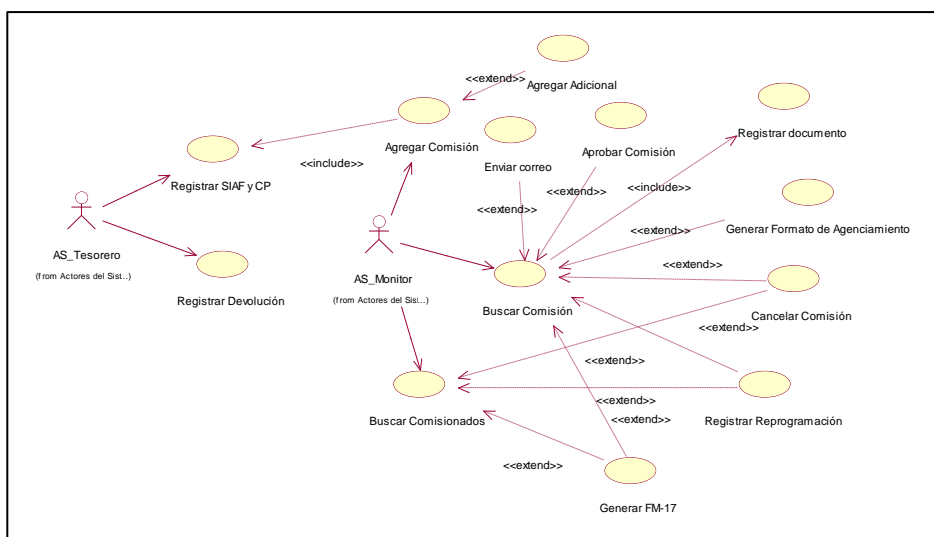 <<extend>>
Agregar Adicional
Registrar documento
Agregar Comisión
Enviar correo
Aprobar Comisión
<<include>>
Registrar SIAF y CP
<<extend>>
<<extend>>
<<include>>
<<extend>>
Generar Formato de Agenciamiento
AS_Tesorero
(from Actores del Sist...)
Registrar Devolución
AS_Monitor
(from Actores del Sist...)
Buscar Comisión
<<extend>>
Cancelar Comisión
<<extend>>
<<extend>>
<<extend>>
<<extend>>
Buscar Comisionados
Registrar Reprogramación
<<extend>>
Generar FM-17